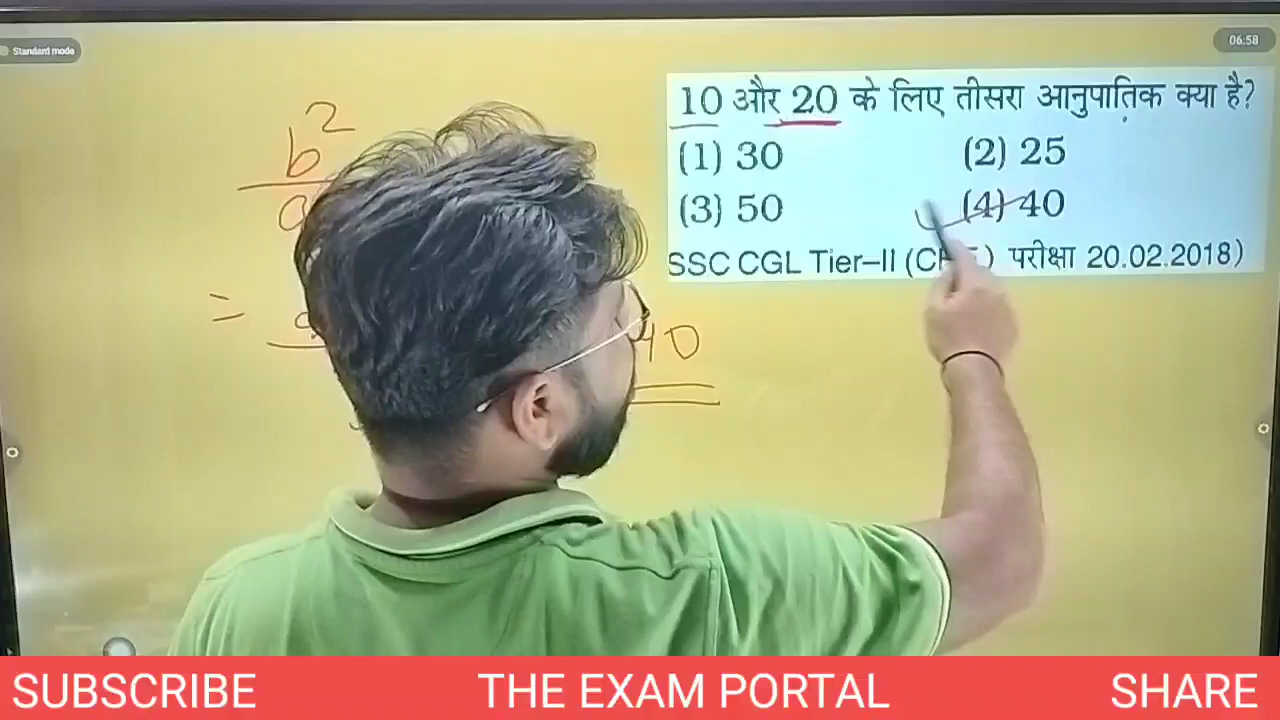 Standard mode
06:58
10 और 20 के लिए तीसरा आनुपातिक क्या है?
(1) 30 (2) 25
(3) 50 (4) 40
SSC CGL Tier–II ( ) परीक्षा 20.02.2018)
b²
=
40
SUBSCRIBE THE EXAM PORTAL SHARE